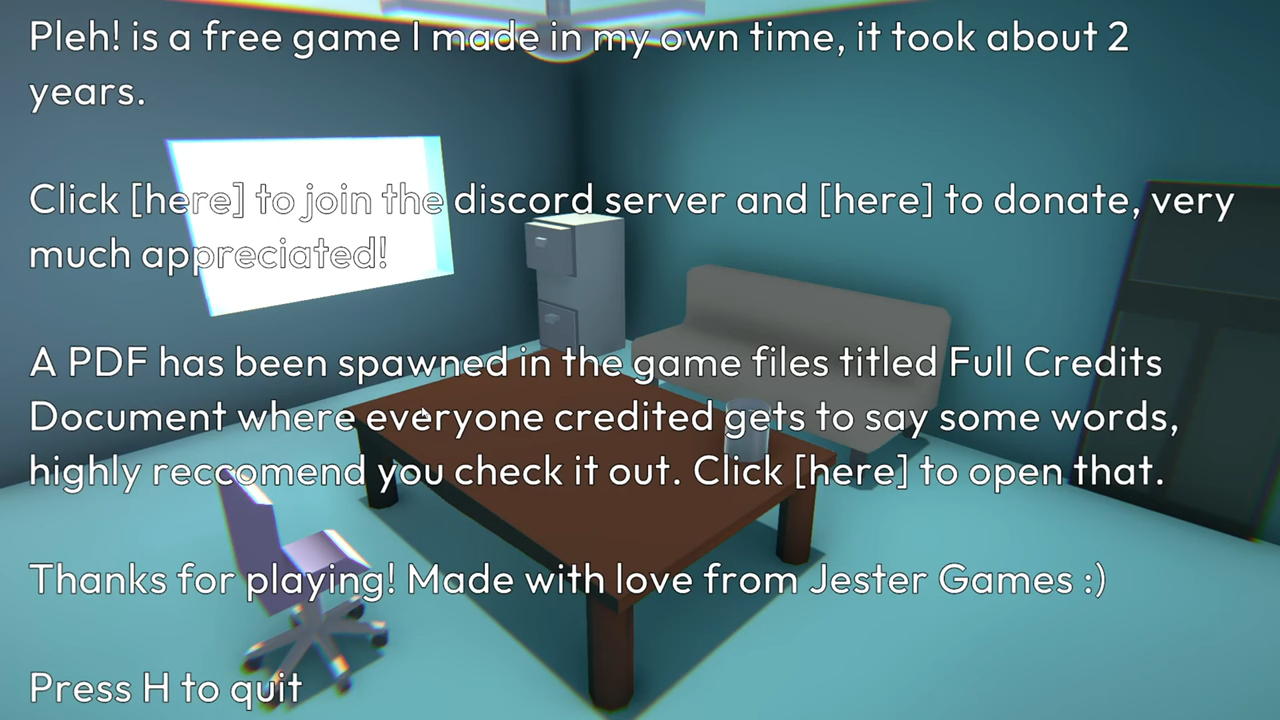 Pleh! is a free game I made in my own time, it took about 2
years.
Click [here] to join the discord server and [here] to donate, very
much appreciated!
A PDF has been spawned in the game files titled Full Credits
Document where everyone credited gets to say some words,
highly reccomend you check it out. Click [here] to open that.
Thanks for playing! Made with love from Jester Games :)
Press H to quit